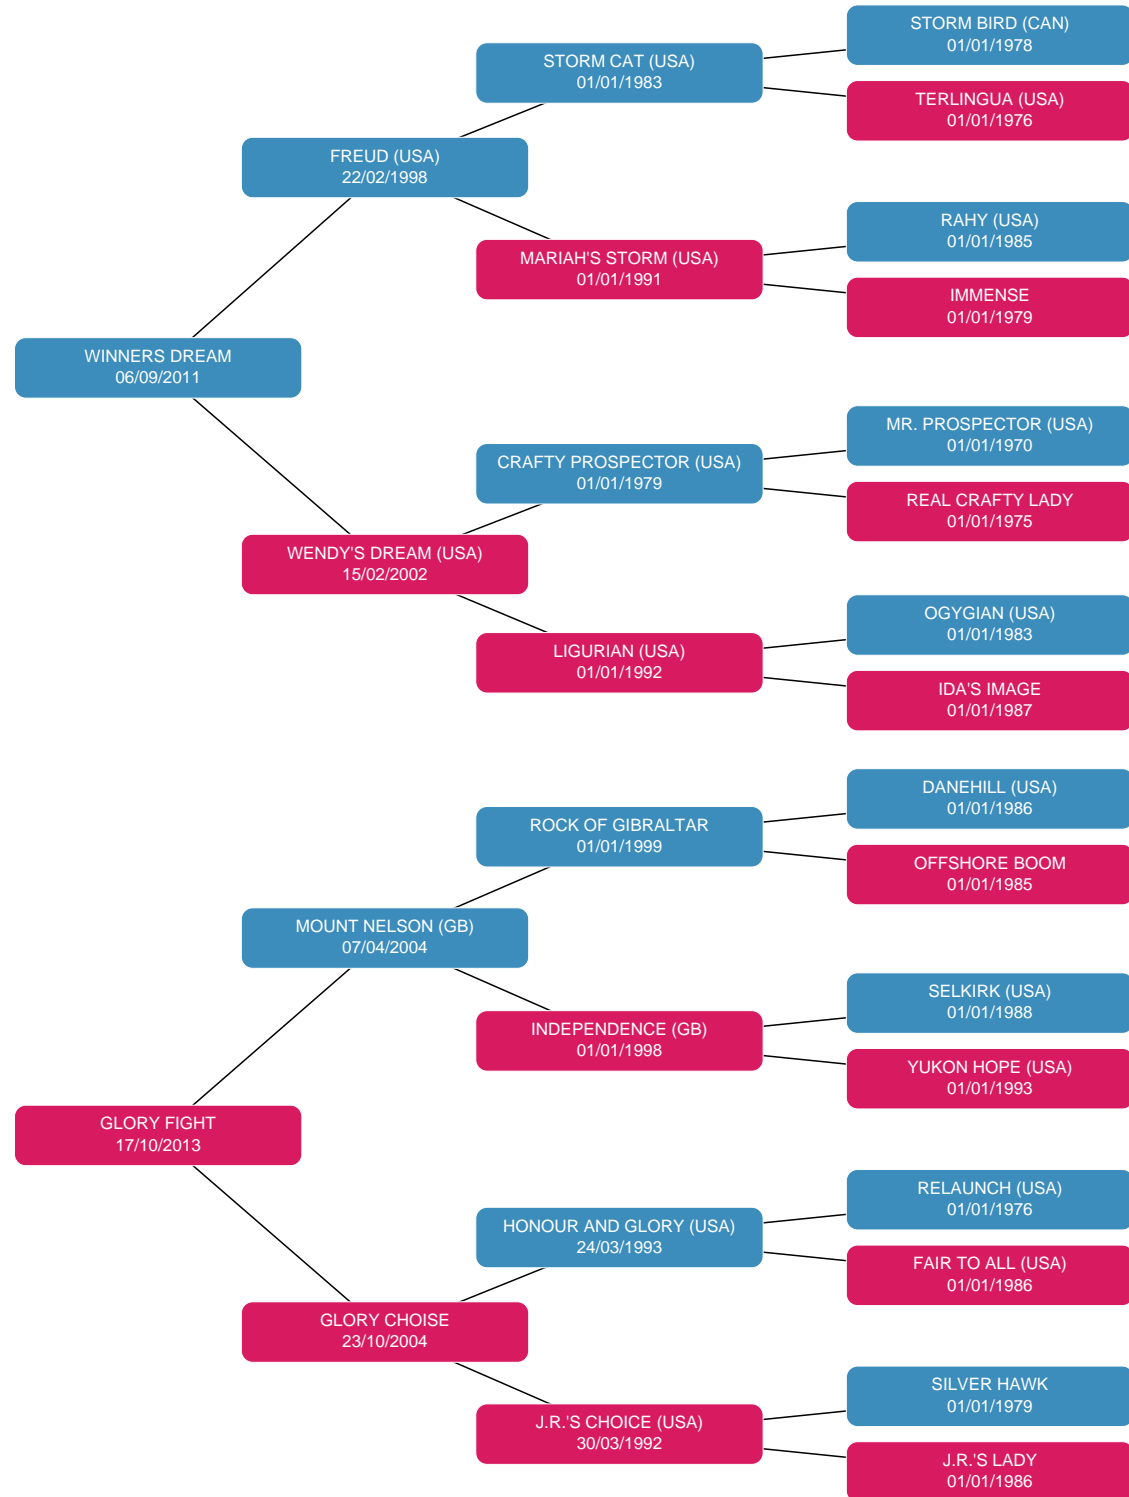 STORM BIRD (CAN)
01/01/1978
STORM CAT (USA)
01/01/1983
TERLINGUA (USA)
01/01/1976
FREUD (USA)
22/02/1998
RAHY (USA)
01/01/1985
MARIAH'S STORM (USA)
01/01/1991
IMMENSE
01/01/1979
WINNERS DREAM
06/09/2011
MR. PROSPECTOR (USA)
01/01/1970
CRAFTY PROSPECTOR (USA)
01/01/1979
REAL CRAFTY LADY
01/01/1975
WENDY'S DREAM (USA)
15/02/2002
OGYGIAN (USA)
01/01/1983
LIGURIAN (USA)
01/01/1992
IDA'S IMAGE
01/01/1987
DANEHILL (USA)
01/01/1986
ROCK OF GIBRALTAR
01/01/1999
OFFSHORE BOOM
01/01/1985
MOUNT NELSON (GB)
07/04/2004
SELKIRK (USA)
01/01/1988
INDEPENDENCE (GB)
01/01/1998
YUKON HOPE (USA)
01/01/1993
GLORY FIGHT
17/10/2013
RELAUNCH (USA)
01/01/1976
HONOUR AND GLORY (USA)
24/03/1993
FAIR TO ALL (USA)
01/01/1986
GLORY CHOISE
23/10/2004
SILVER HAWK
01/01/1979
J.R.'S CHOICE (USA)
30/03/1992
J.R.'S LADY
01/01/1986